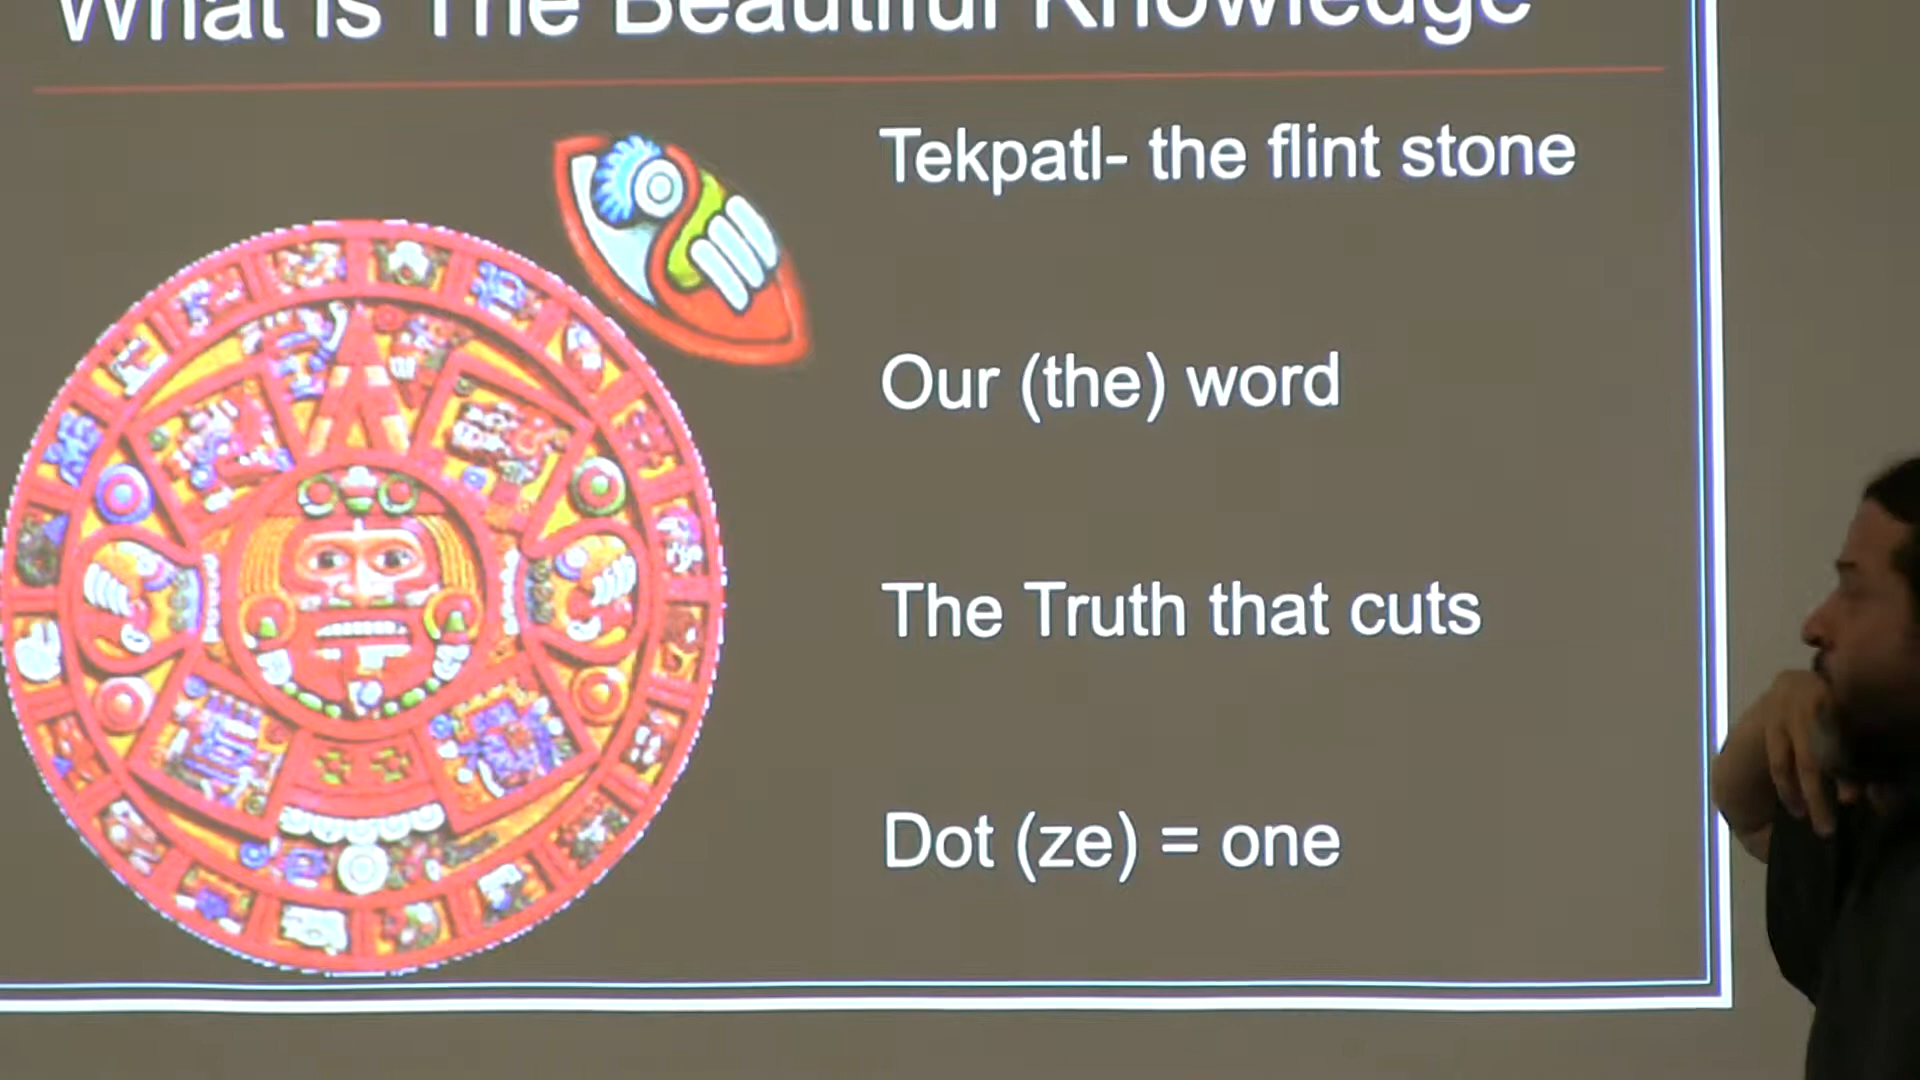 What Is The Beautiful Knowledge
Tekpatl- the flint stone
Our (the) word
The Truth that cuts
Dot (ze) = one